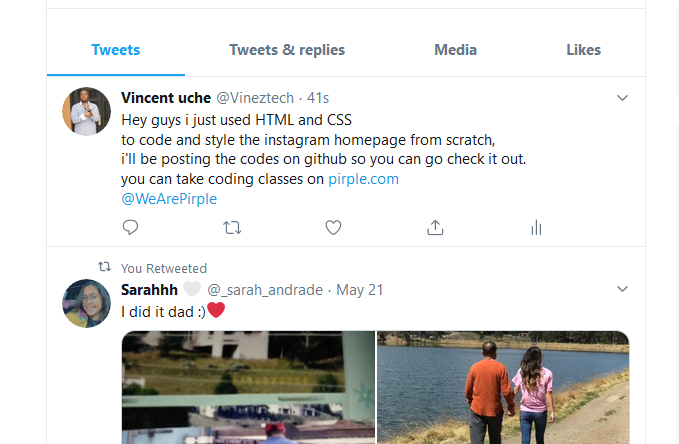 Tweets Tweets & replies Media Likes
Vincent uche @Vineztech · 41s
Hey guys i just used HTML and CSS
to code and style the instagram homepage from scratch,
i'll be posting the codes on github so you can go check it out.
you can take coding classes on pirple.com
@WeArePirple
You Retweeted
Sarahhh 🤍 @_sarah_andrade · May 21
I did it dad :)❤️